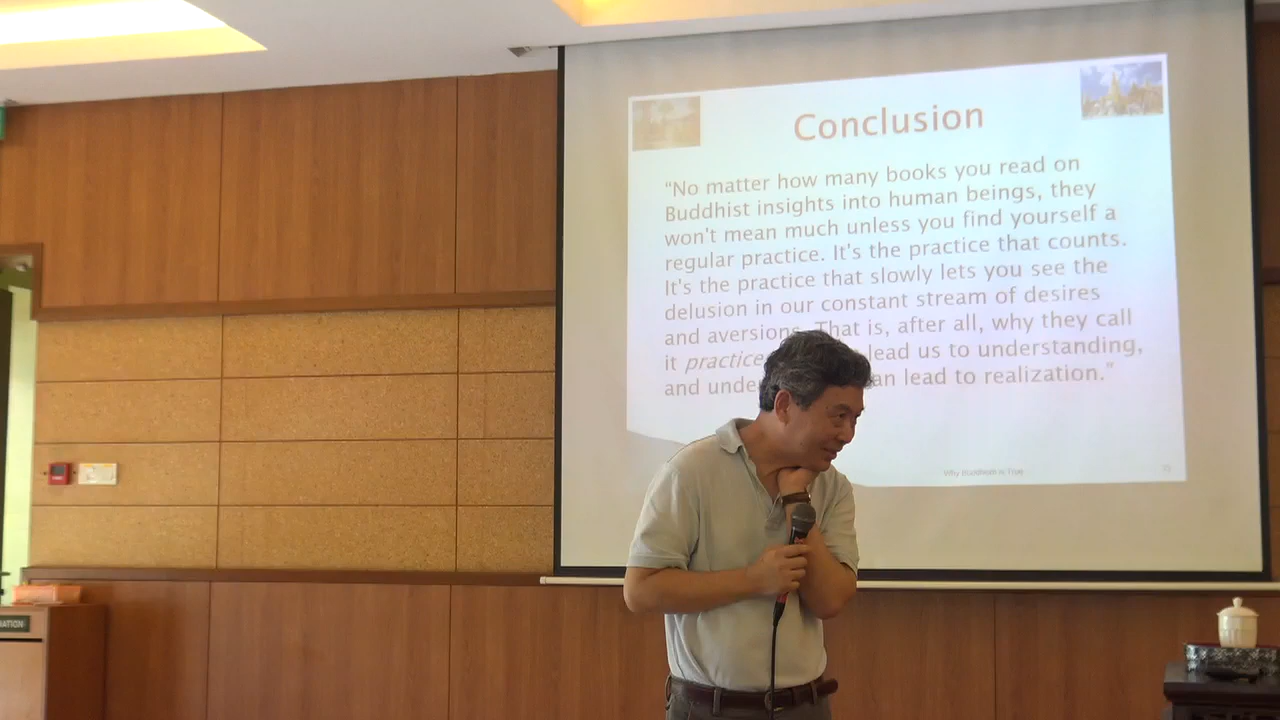 Conclusion
“No matter how many books you read on
Buddhist insights into human beings, they
won't mean much unless you find yourself a
regular practice. It's the practice that counts.
It's the practice that slowly lets you see the
delusion in our constant stream of desires
and aversions. That is, after all, why they call
it practice lead us to understanding,
and under an lead to realization.”
Why Buddhism is True